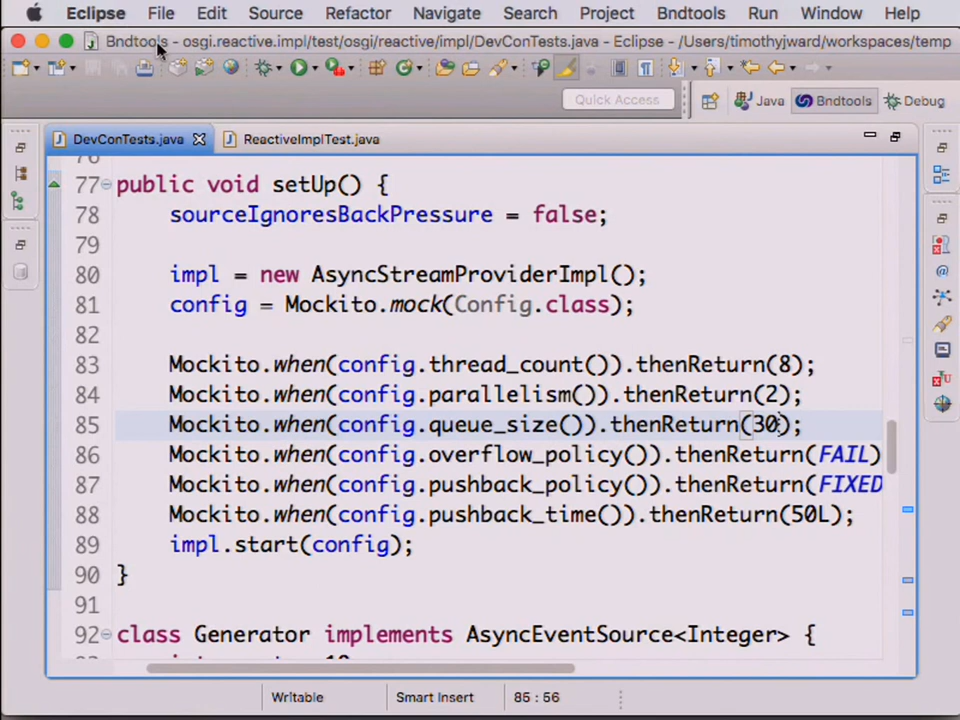 Eclipse File Edit Source Refactor Navigate Search Project Bndtools Run Window Help
Bndtools - osgi.reactive.impl/test/osgi/reactive/impl/DevConTests.java - Eclipse - /Users/timothyjward/workspaces/temp
Quick Access Java Bndtools Debug
DevConTests.java ReactiveImplTest.java
76
77 public void setUp() {
78 sourceIgnoresBackPressure = false;
79
80 impl = new AsyncStreamProviderImpl();
81 config = Mockito.mock(Config.class);
82
83 Mockito.when(config.thread_count()).thenReturn(8);
84 Mockito.when(config.parallelism()).thenReturn(2);
85 Mockito.when(config.queue_size()).thenReturn(30);
86 Mockito.when(config.overflow_policy()).thenReturn(FAIL)
87 Mockito.when(config.pushback_policy()).thenReturn(FIXED
88 Mockito.when(config.pushback_time()).thenReturn(50L);
89 impl.start(config);
90 }
91
92 class Generator implements AsyncEventSource<Integer> {
Writable Smart Insert 85 : 56